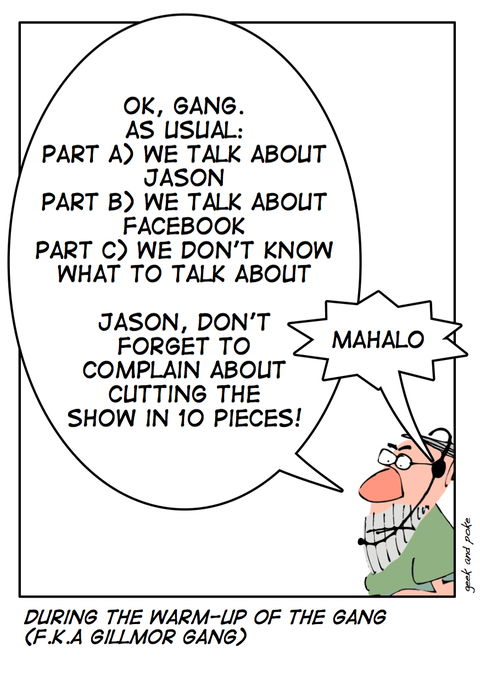 OK, GANG.
AS USUAL:
PART A) WE TALK ABOUT
JASON
PART B) WE TALK ABOUT
FACEBOOK
PART C) WE DON'T KNOW
WHAT TO TALK ABOUT
JASON, DON'T
FORGET TO
COMPLAIN ABOUT
CUTTING THE
SHOW IN 10 PIECES!
MAHALO
geek and poke
DURING THE WARM-UP OF THE GANG
(F.K.A GILLMOR GANG)